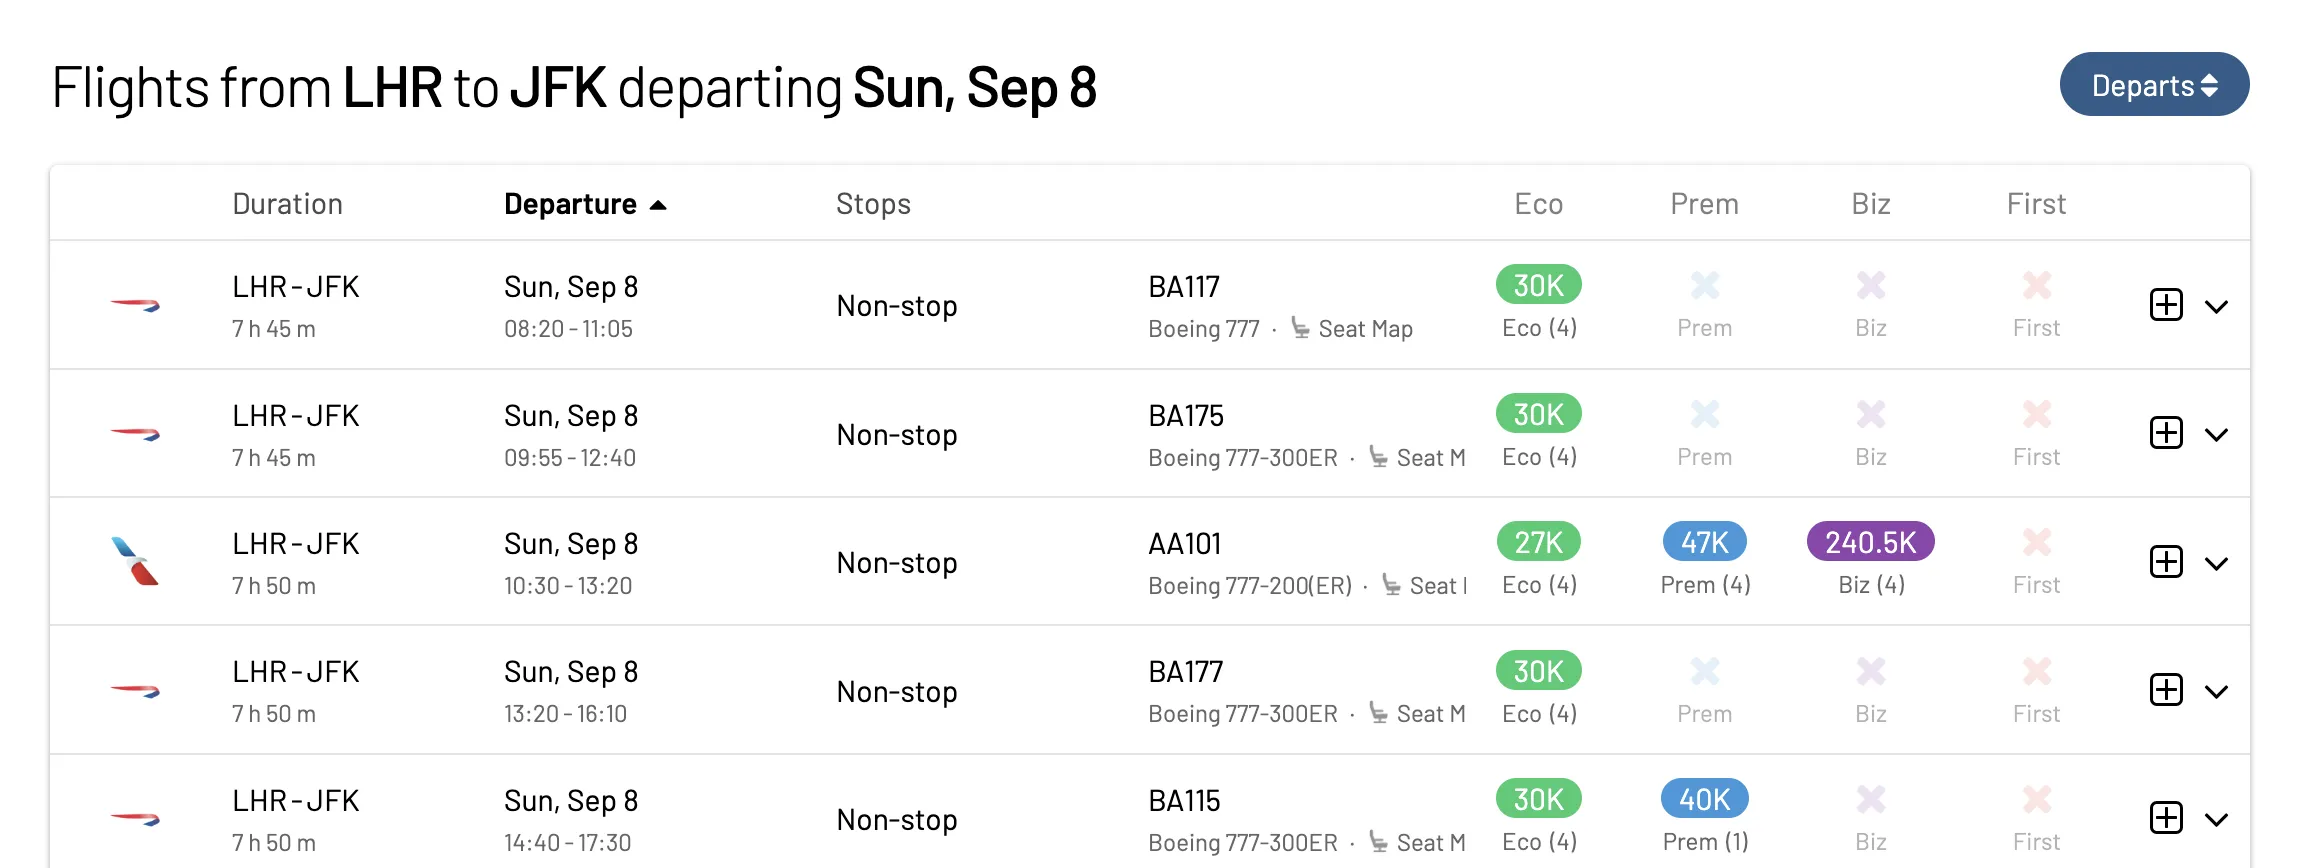 Flights from LHR to JFK departing Sun, Sep 8
Departs
Duration Departure Stops Eco Prem Biz First
LHR - JFK Sun, Sep 8 Non-stop BA117 30K
7 h 45 m 08:20 - 11:05 Boeing 777 · Seat Map Eco (4) Prem Biz First
LHR - JFK Sun, Sep 8 Non-stop BA175 30K
7 h 45 m 09:55 - 12:40 Boeing 777-300ER · Seat M Eco (4) Prem Biz First
LHR - JFK Sun, Sep 8 Non-stop AA101 27K 47K 240.5K
7 h 50 m 10:30 - 13:20 Boeing 777-200(ER) · Seat Eco (4) Prem (4) Biz (4) First
LHR - JFK Sun, Sep 8 Non-stop BA177 30K
7 h 50 m 13:20 - 16:10 Boeing 777-300ER · Seat M Eco (4) Prem Biz First
LHR - JFK Sun, Sep 8 Non-stop BA115 30K 40K
7 h 50 m 14:40 - 17:30 Boeing 777-300ER · Seat M Eco (4) Prem (1) Biz First